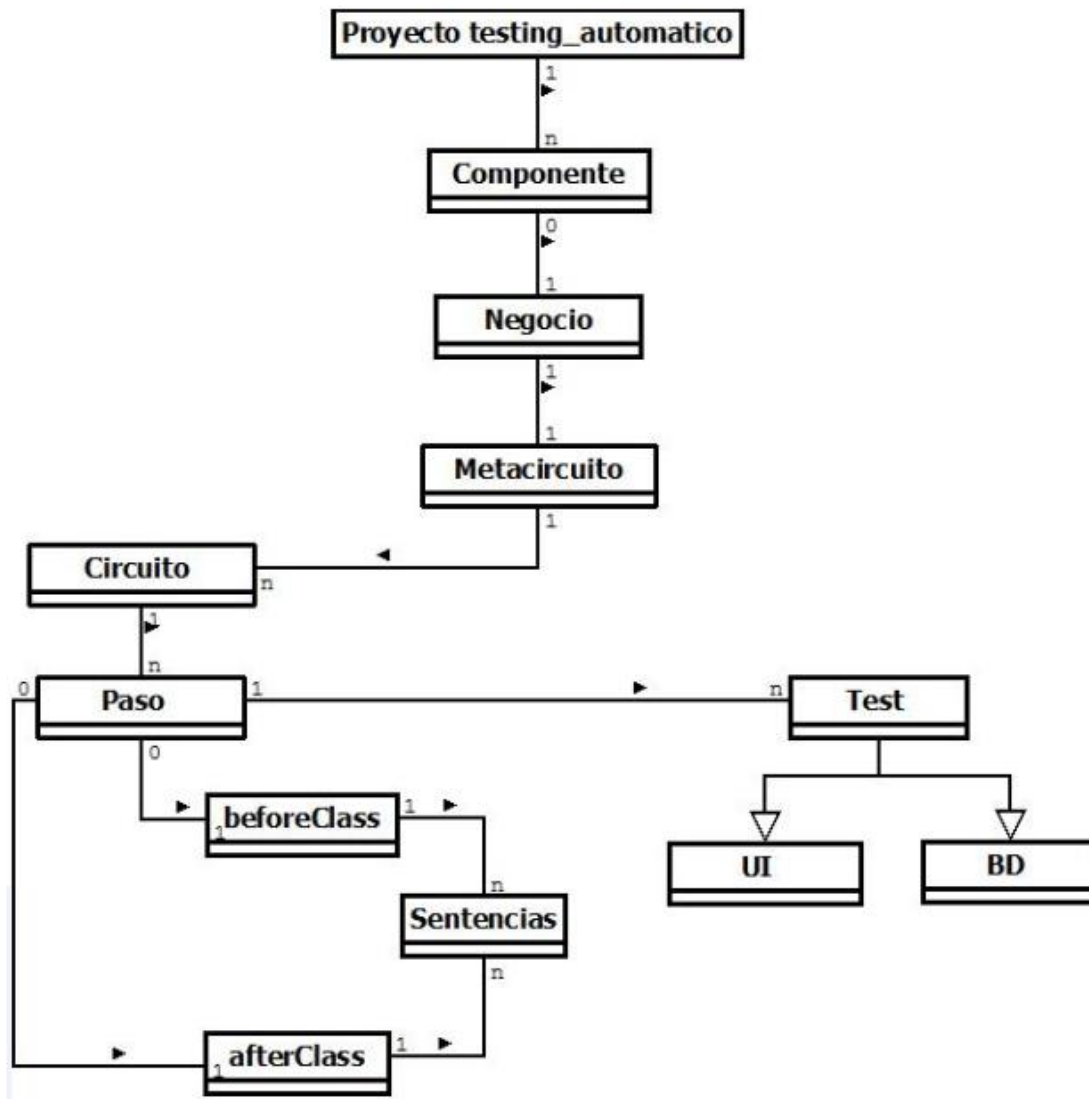 Proyecto testing_automatico
1
n
Componente
0
1
Negocio
1
1
Metacircuito
1
Circuito
n
1
n
0
Paso
1
n
Test
0
beforeClass
1
1
UI
BD
n
Sentencias
n
afterClass
1
1